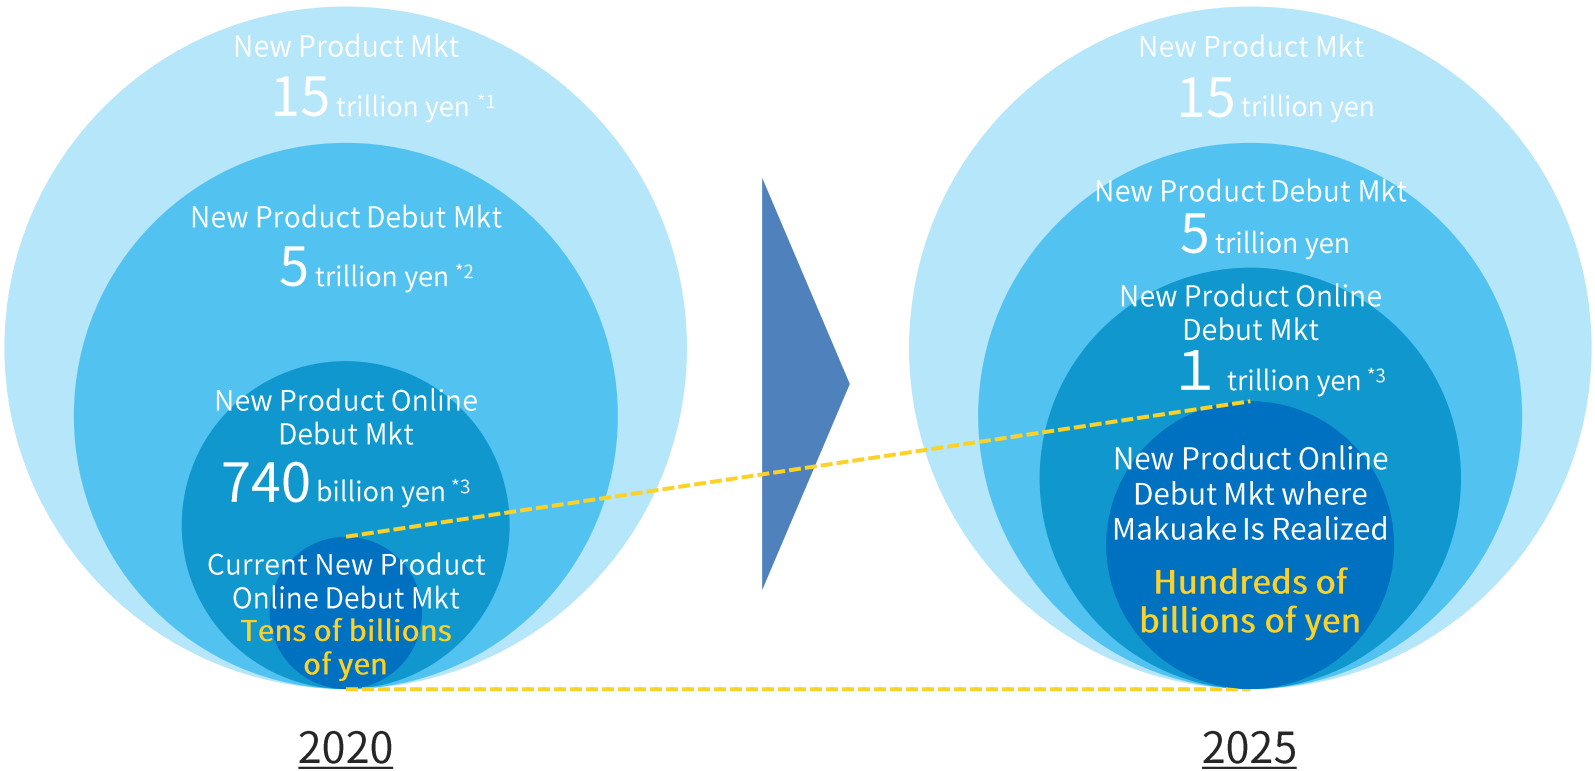 New Product Mkt
15 trillion yen *1
New Product Debut Mkt
5 trillion yen *2
New Product Online
Debut Mkt
740 billion yen *3
Current New Product
Online Debut Mkt
Tens of billions
of yen
2020
New Product Mkt
15 trillion yen
New Product Debut Mkt
5 trillion yen
New Product Online
Debut Mkt
1 trillion yen *3
New Product Online
Debut Mkt where
Makuake Is Realized
Hundreds of
billions of yen
2025